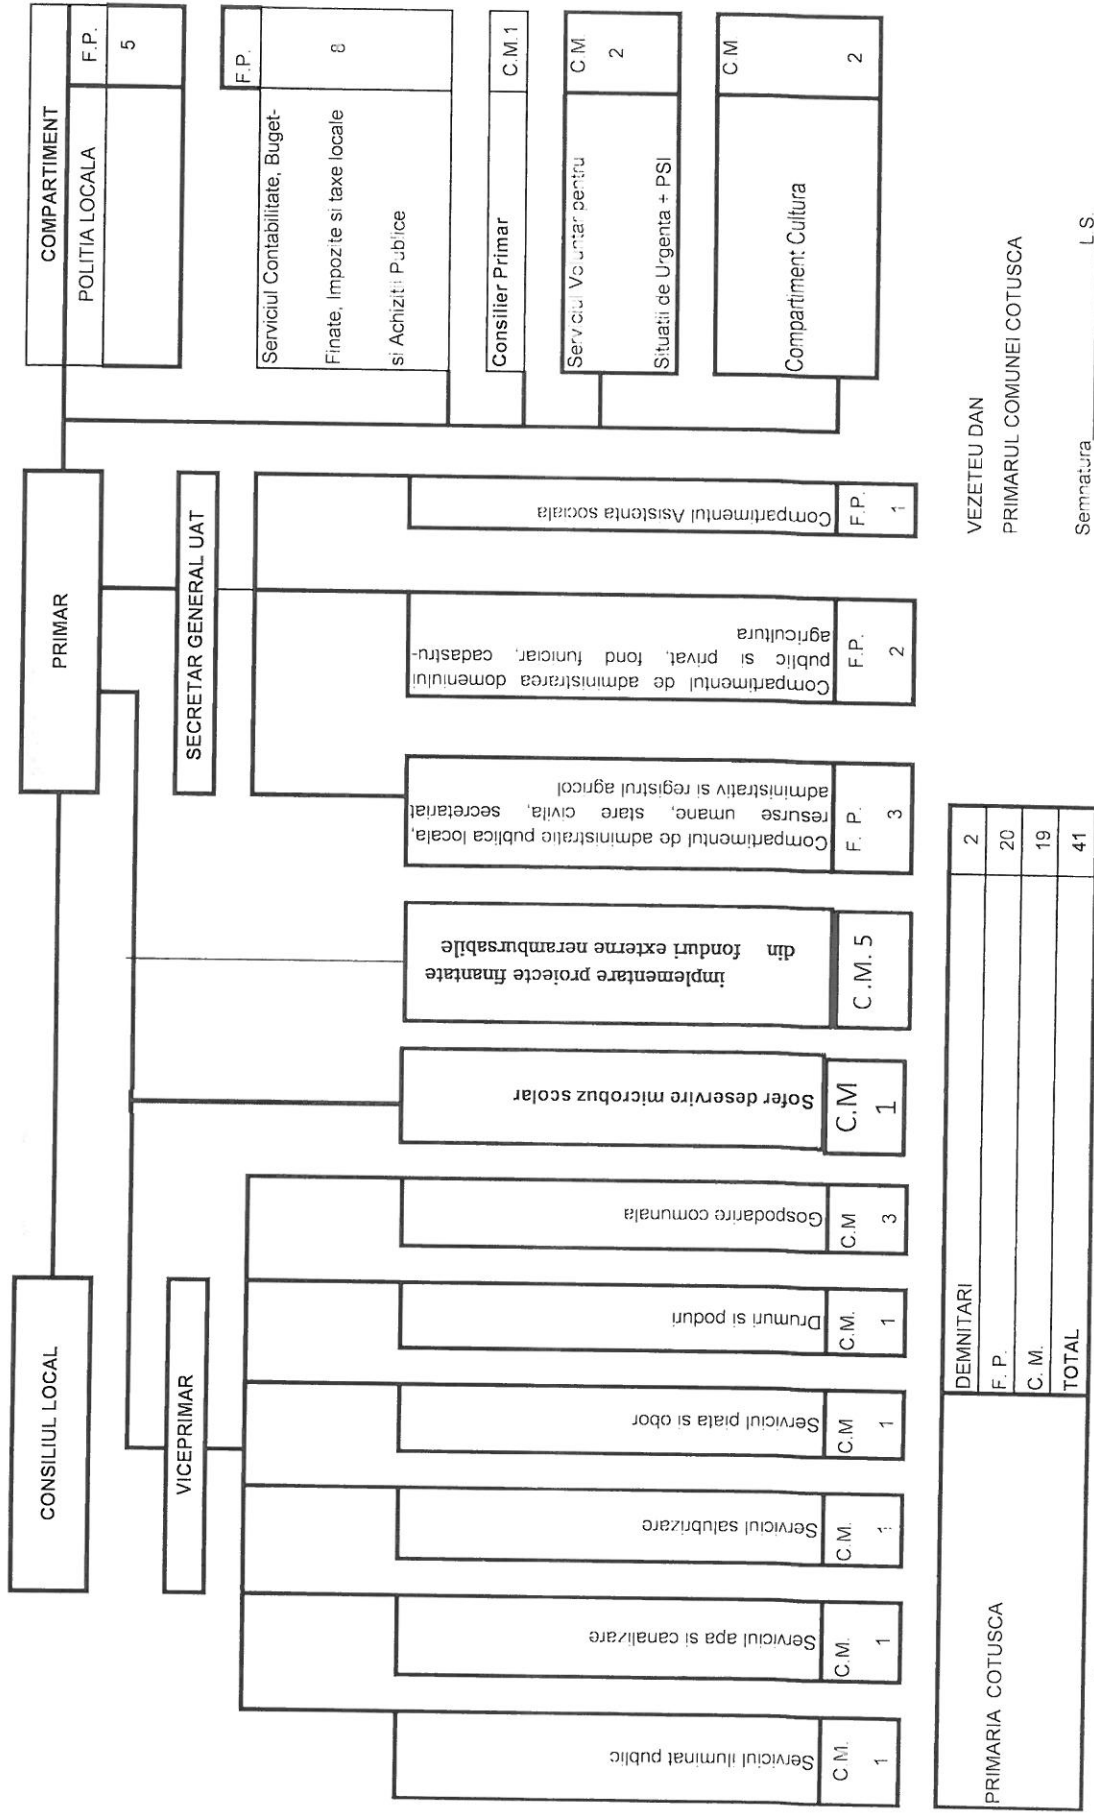 CONSILIUL LOCAL
PRIMAR
COMPARTIMENT
POLITIA LOCALA
F.P.
5
VICEPRIMAR
SECRETAR GENERAL UAT
F.P.
8
Serviciul Contabilitate, Buget-
Finate, Impozite si taxe locale
si Achizitii Publice
Consilier Primar
C.M.1
Serviciul Voluntar pentru
Situatii de Urgenta + PSI
C.M
2
Compartiment Cultura
C.M
2
Serviciul iluminat public
C.M.
1
Serviciul apa si canalizare
C.M.
1
Serviciul salubrizare
C.M.
1
Serviciul piata si obor
C.M
1
Drumuri si poduri
C.M.
1
Gospodarire comunala
C.M
3
Sofer deservire microbuz scolar
C.M
1
implementare proiecte finantate
din fonduri externe nerambursabile
C.M. 5
Compartimentul de administratie publica locala,
resurse umane, stare civila, secretariat
administrativ si registrul agricol
F. P.
3
Compartimentul de administrarea domeniului
public si privat, fond funiciar, cadastru-
agricultura
F.P.
2
Compartimentul Asistenta sociala
F.P.
1
PRIMARIA COTUSCA
DEMNITARI 2
F. P. 20
C. M. 19
TOTAL 41
VEZETEU DAN
PRIMARUL COMUNEI COTUSCA
Semnatura____________L.S.